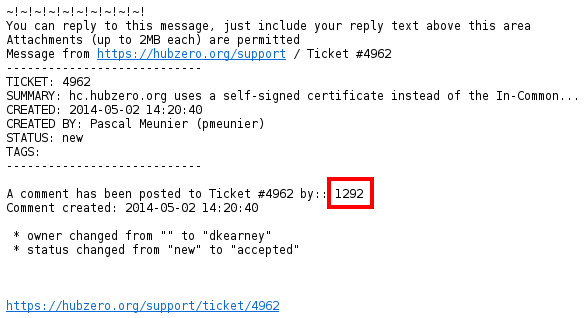 ~!~!~!~!~!~!~!~!~!~!
You can reply to this message, just include your reply text above this area
Attachments (up to 2MB each) are permitted
Message from https://hubzero.org/support / Ticket #4962
----------------------------
TICKET: 4962
SUMMARY: hc.hubzero.org uses a self-signed certificate instead of the In-Common...
CREATED: 2014-05-02 14:20:40
CREATED BY: Pascal Meunier (pmeunier)
STATUS: new
TAGS:
----------------------------
A comment has been posted to Ticket #4962 by:: 1292
Comment created: 2014-05-02 14:20:40
* owner changed from "" to "dkearney"
* status changed from "new" to "accepted"
https://hubzero.org/support/ticket/4962